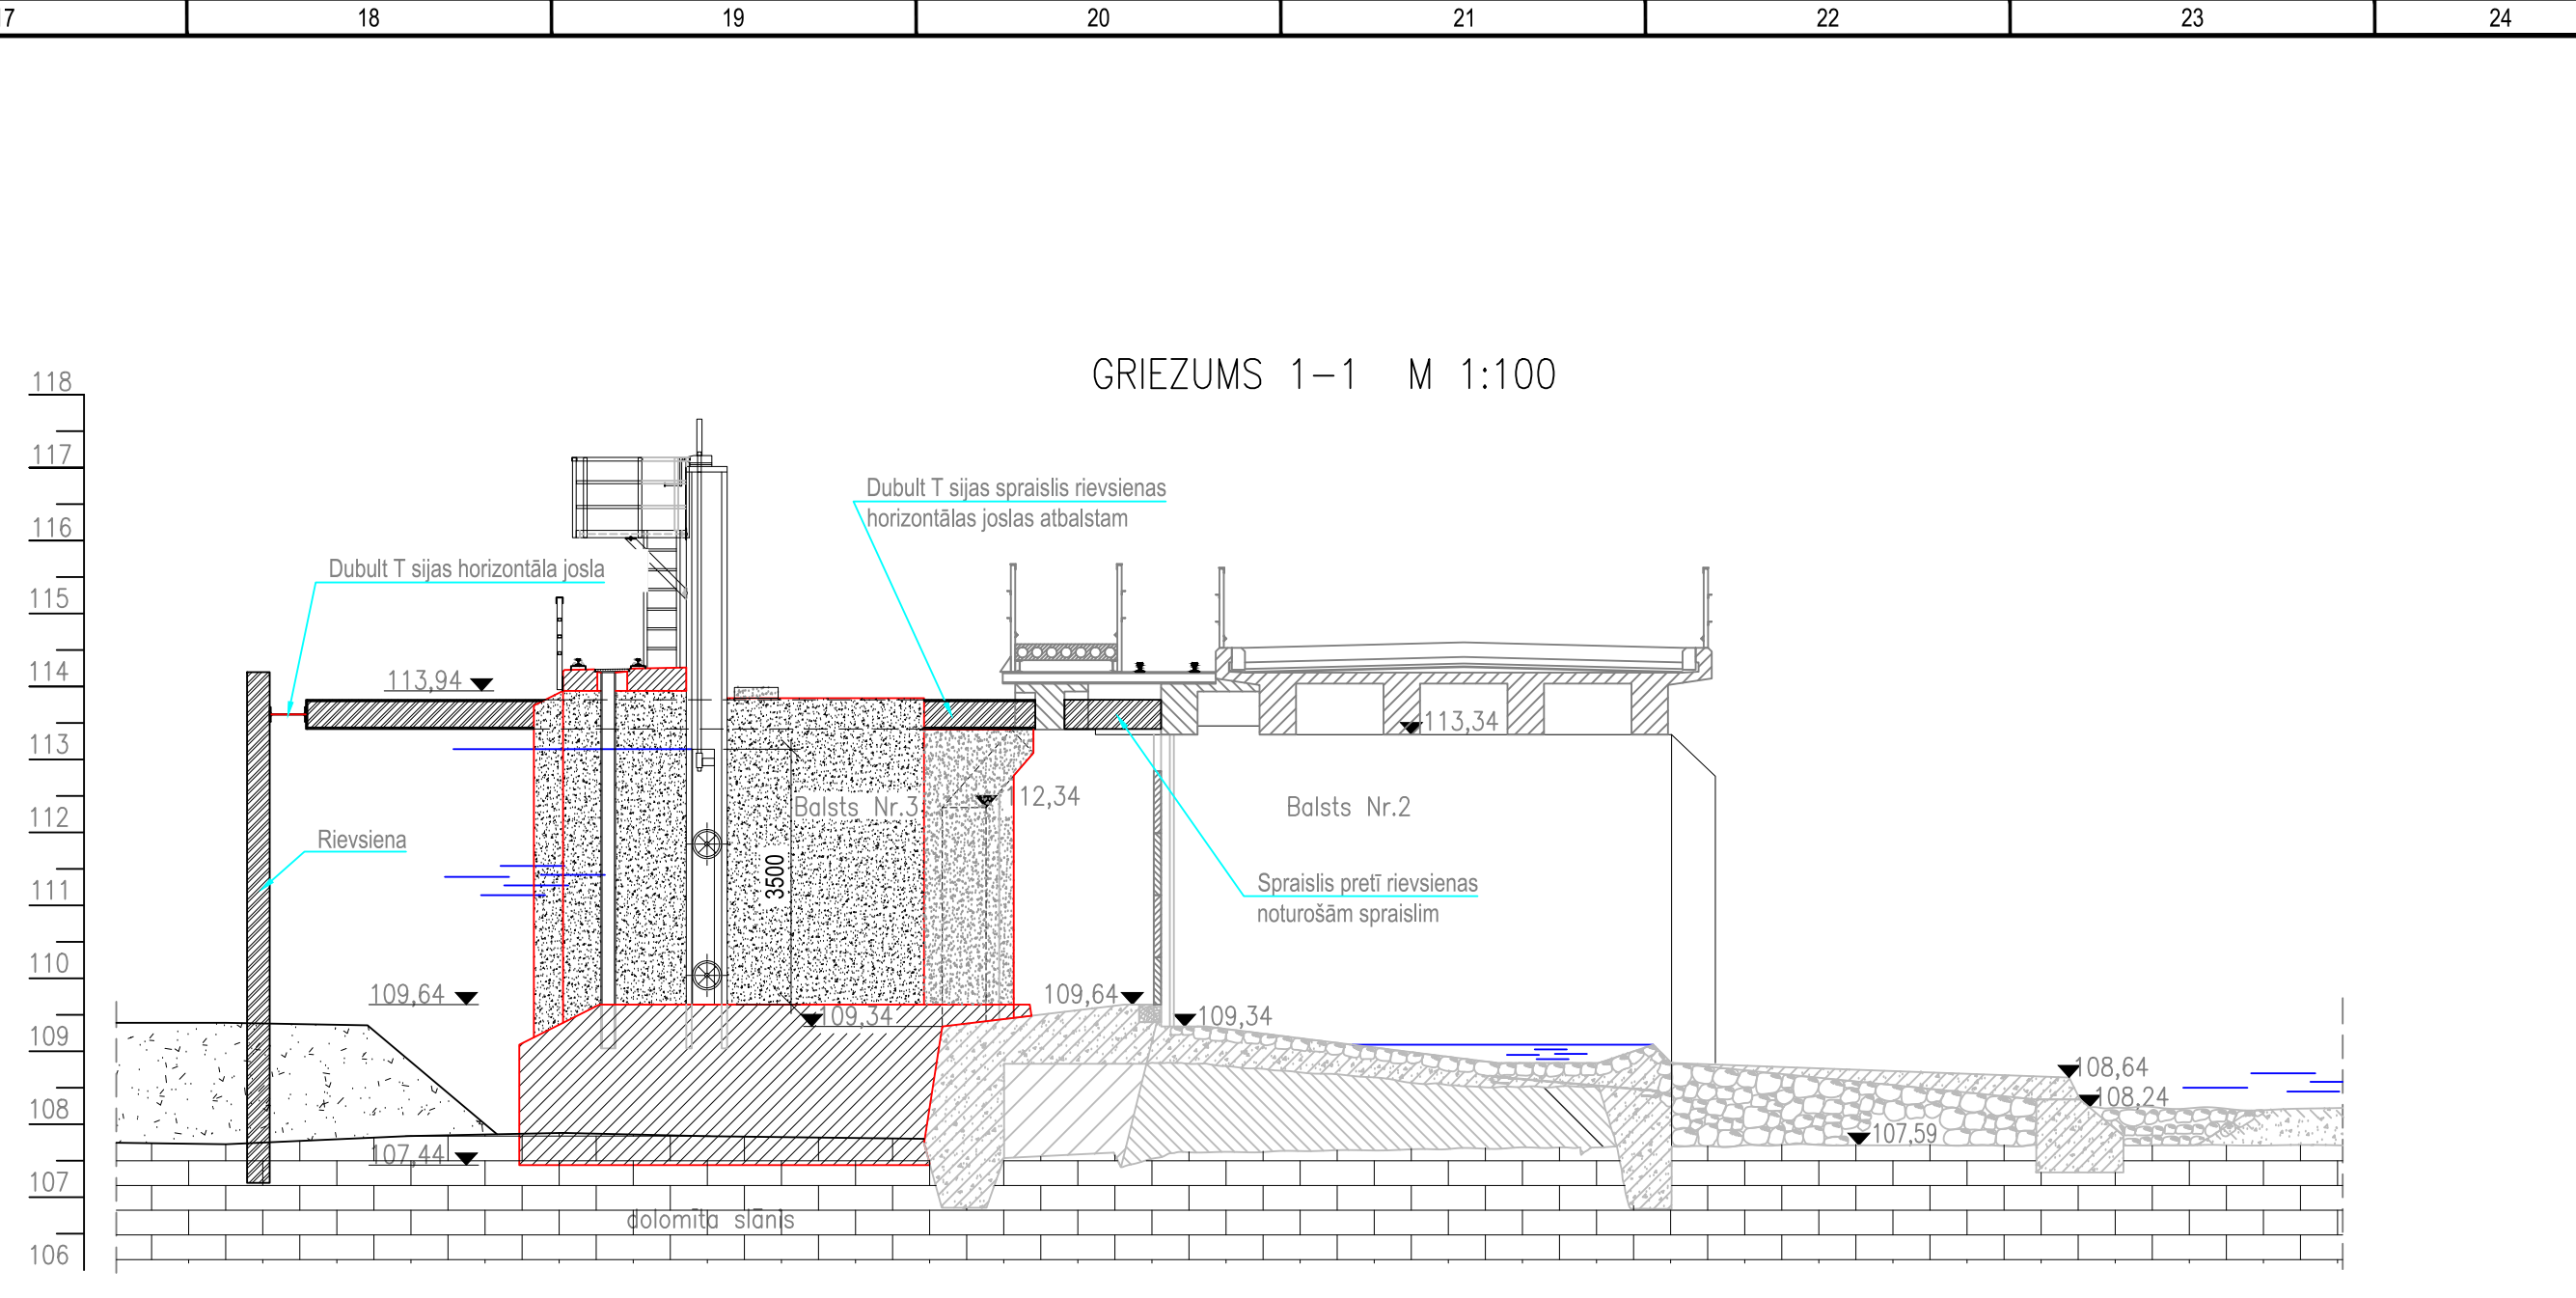 17 18 19 20 21 22 23 24
GRIEZUMS 1-1 M 1:100
118
117
116
115
114
113
112
111
110
109
108
107
106
Dubult T sijas spraislis rievsienas
horizontālas joslas atbalstam
Dubult T sijas horizontāla josla
113,94
113,34
112,34
Balsts Nr.3
Balsts Nr.2
Rievsiena
3500
Spraislis pretī rievsienas
noturošām spraislim
109,64
109,64
109,34
109,34
108,64
108,24
107,59
107,44
dolomīta slānis